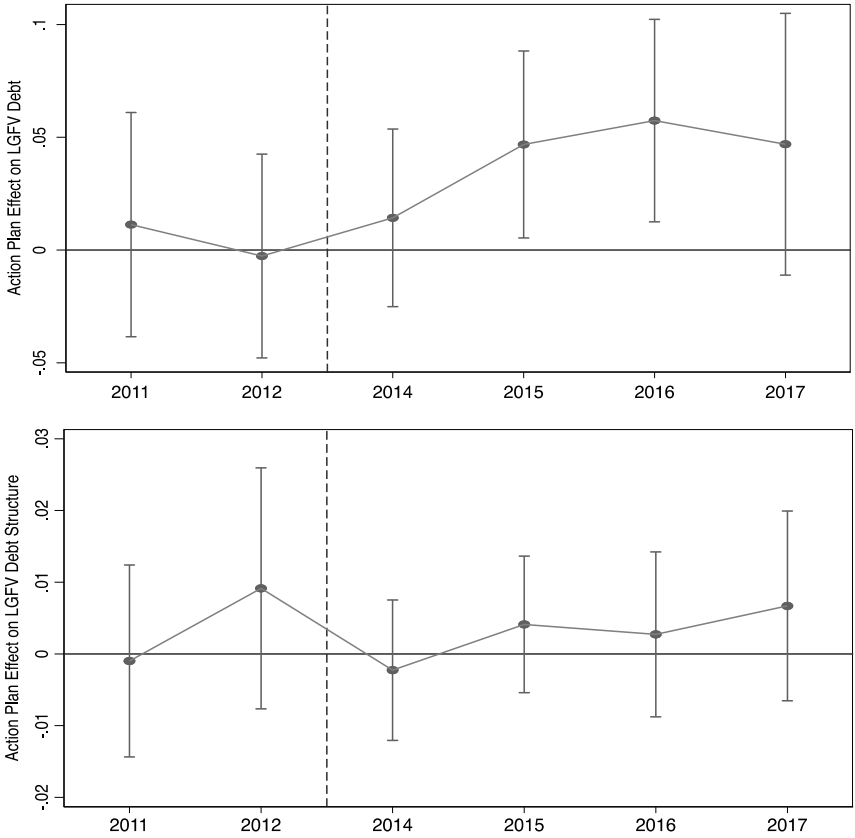 Action Plan Effect on LGFV Debt
.1
.05
0
-.05
2011 2012 2014 2015 2016 2017
Action Plan Effect on LGFV Debt Structure
.03
.02
.01
0
-.01
-.02
2011 2012 2014 2015 2016 2017